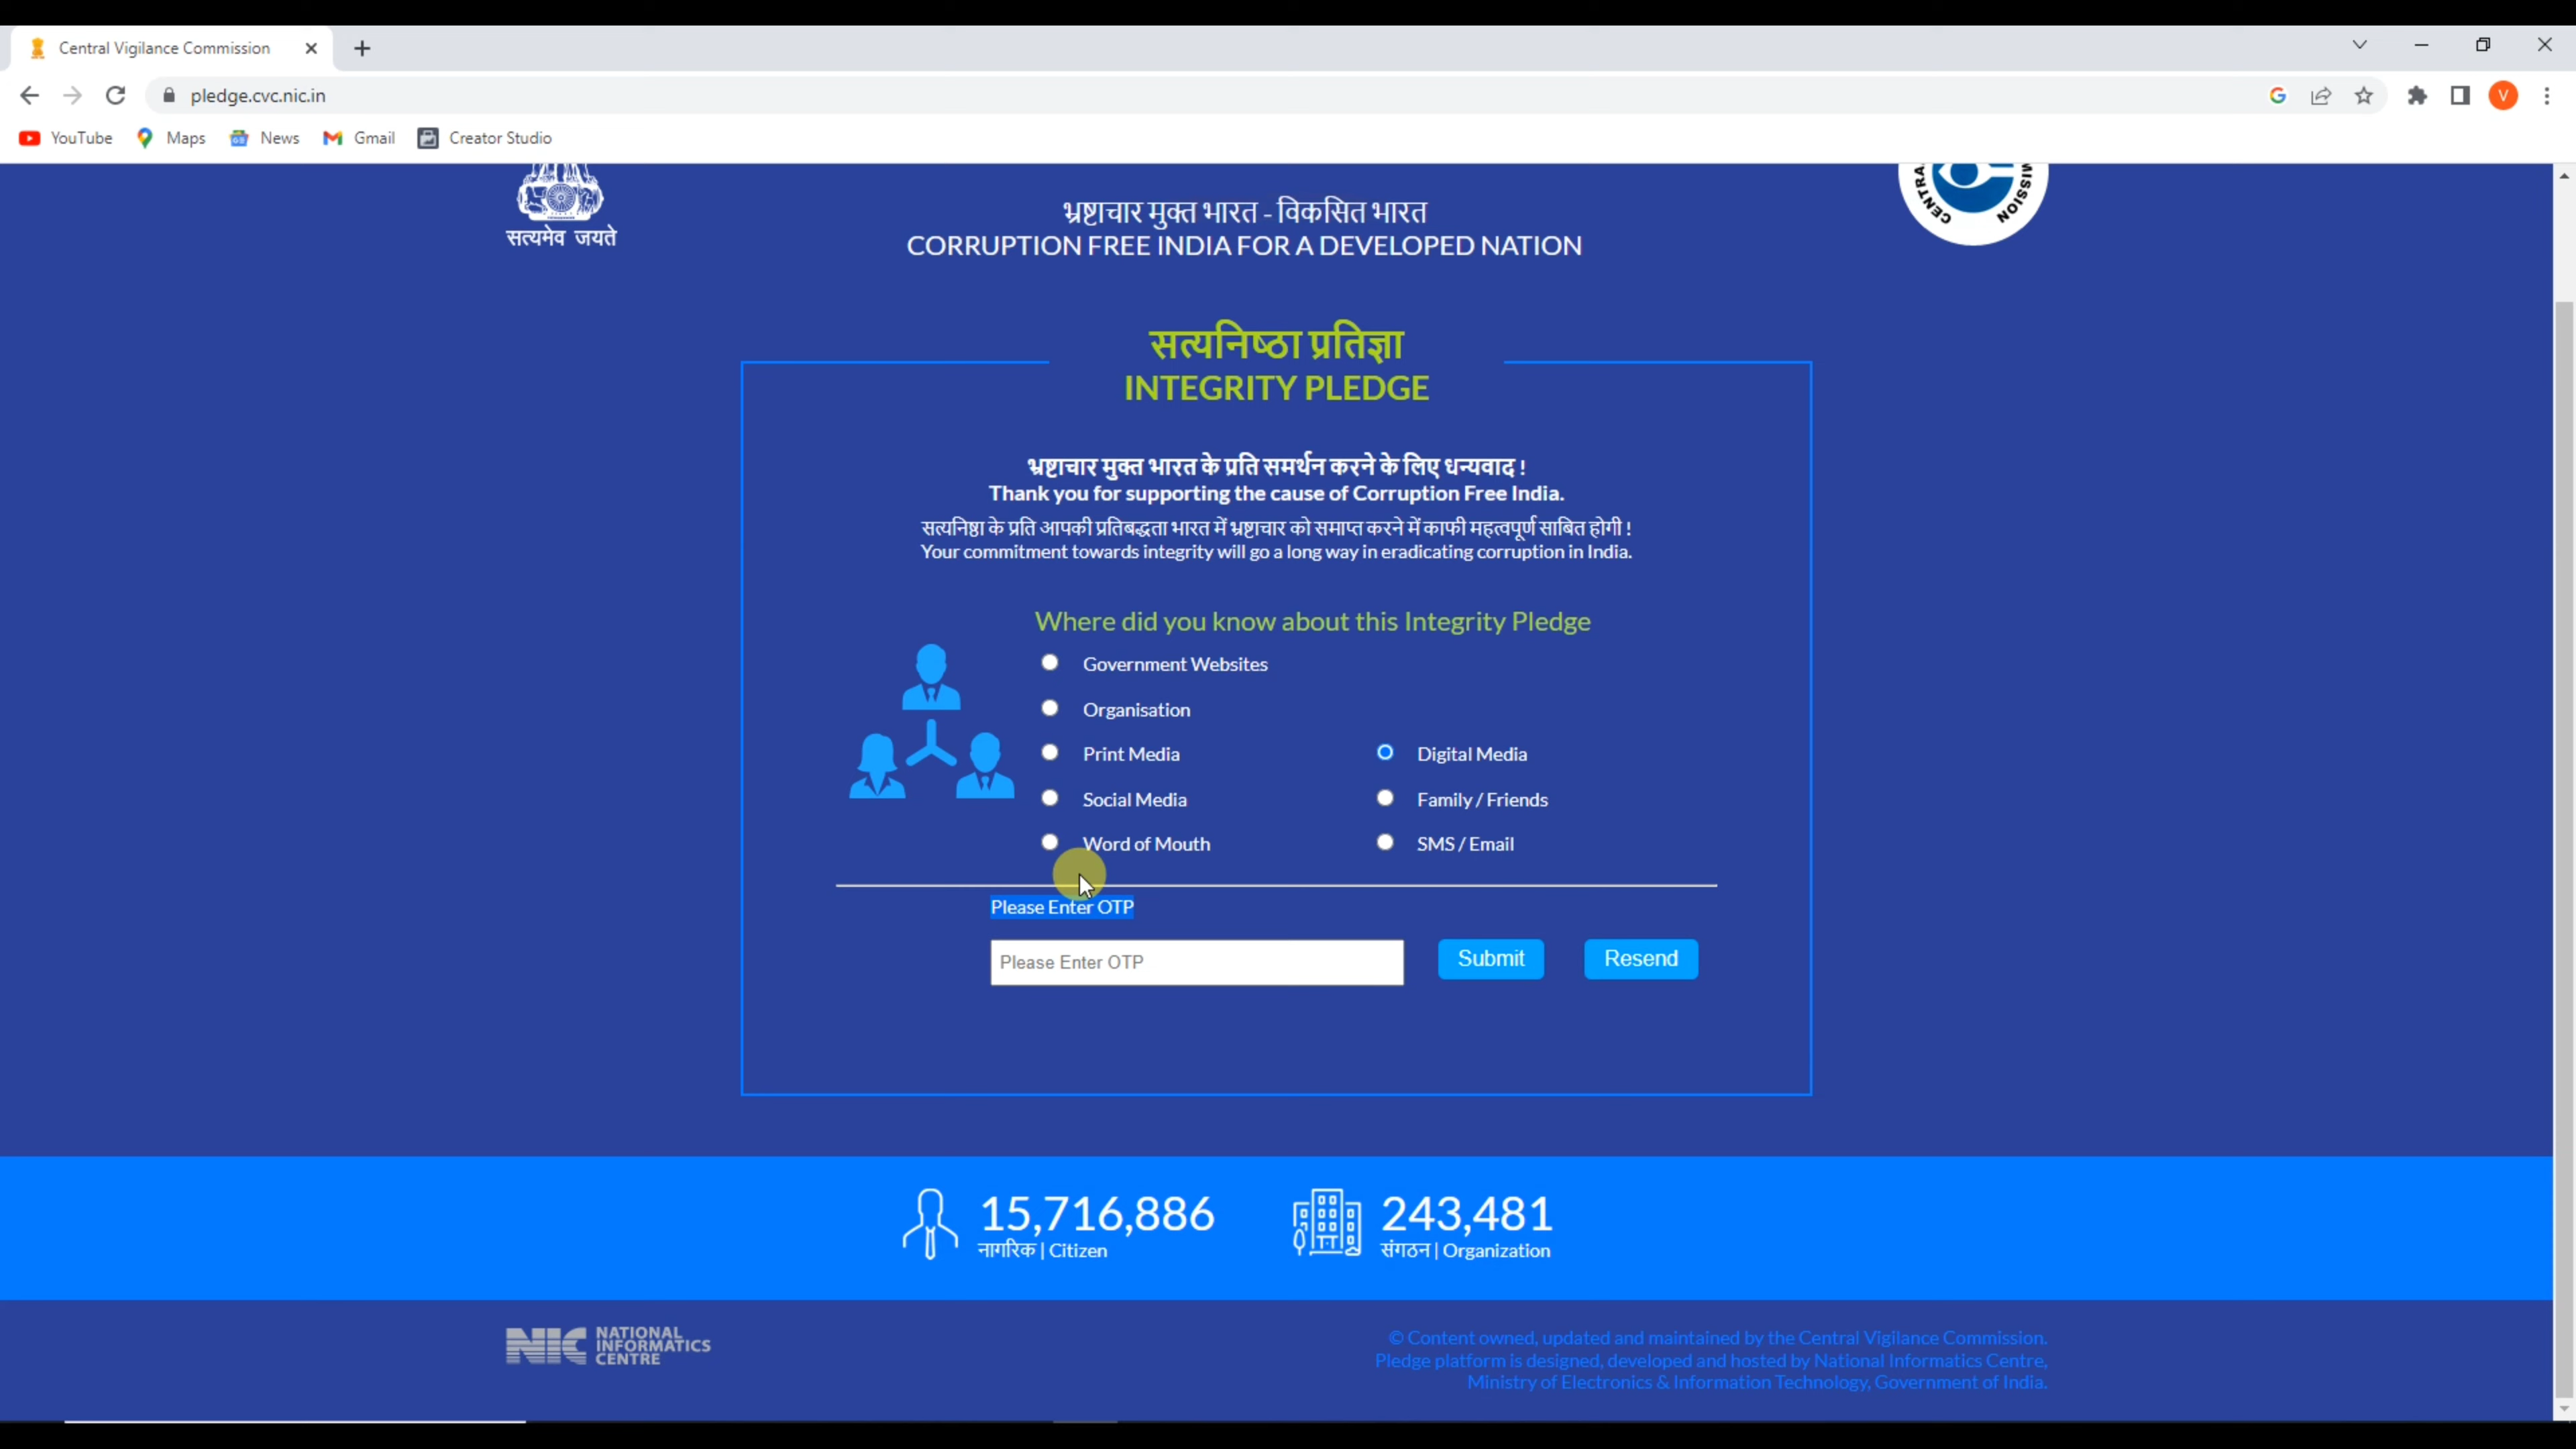 Central Vigilance Commission
pledge.cvc.nic.in
V
YouTube
Maps
News
Gmail
Creator Studio
सत्यमेव जयते
भ्रष्टाचार मुक्त भारत - विकसित भारत
CORRUPTION FREE INDIA FOR A DEVELOPED NATION
सत्यनिष्ठा प्रतिज्ञा
INTEGRITY PLEDGE
भ्रष्टाचार मुक्त भारत के प्रति समर्थन करने के लिए धन्यवाद !
Thank you for supporting the cause of Corruption Free India.
सत्यनिष्ठा के प्रति आपकी प्रतिबद्धता भारत में भ्रष्टाचार को समाप्त करने में काफी महत्वपूर्ण साबित होगी !
Your commitment towards integrity will go a long way in eradicating corruption in India.
Where did you know about this Integrity Pledge
Government Websites
Organisation
Print Media
Digital Media
Social Media
Family / Friends
Word of Mouth
SMS / Email
Please Enter OTP
Please Enter OTP
Submit
Resend
15,716,886
नागरिक | Citizen
243,481
संगठन | Organization
NIC NATIONAL INFORMATICS CENTRE
© Content owned, updated and maintained by the Central Vigilance Commission.
Pledge platform is designed, developed and hosted by National Informatics Centre,
Ministry of Electronics & Information Technology, Government of India.